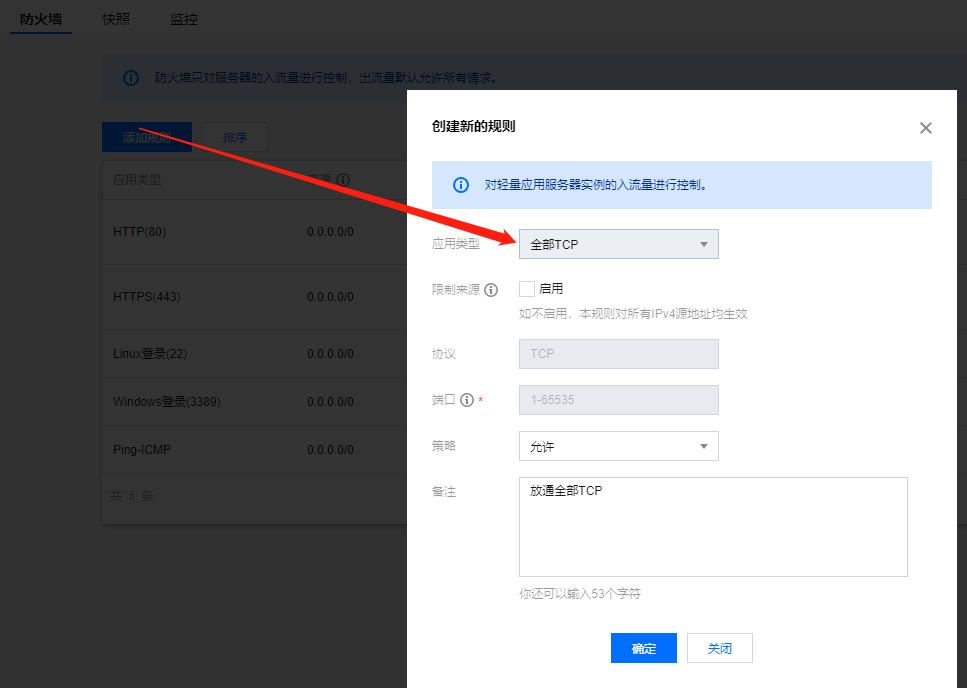 防火墙 快照 监控
防火墙只对服务器的入流量进行控制，出流量默认允许所有请求。
添加规则 排序
应用类型 来源
HTTP(80) 0.0.0.0/0
HTTPS(443) 0.0.0.0/0
Linux登录(22) 0.0.0.0/0
Windows登录(3389) 0.0.0.0/0
Ping-ICMP 0.0.0.0/0
共 5 条
创建新的规则
对轻量应用服务器实例的入流量进行控制。
应用类型 全部TCP
限制来源 启用
如不启用，本规则对所有IPv4源地址均生效
协议 TCP
端口 * 1-65535
策略 允许
备注 放通全部TCP
你还可以输入53个字符
确定 关闭